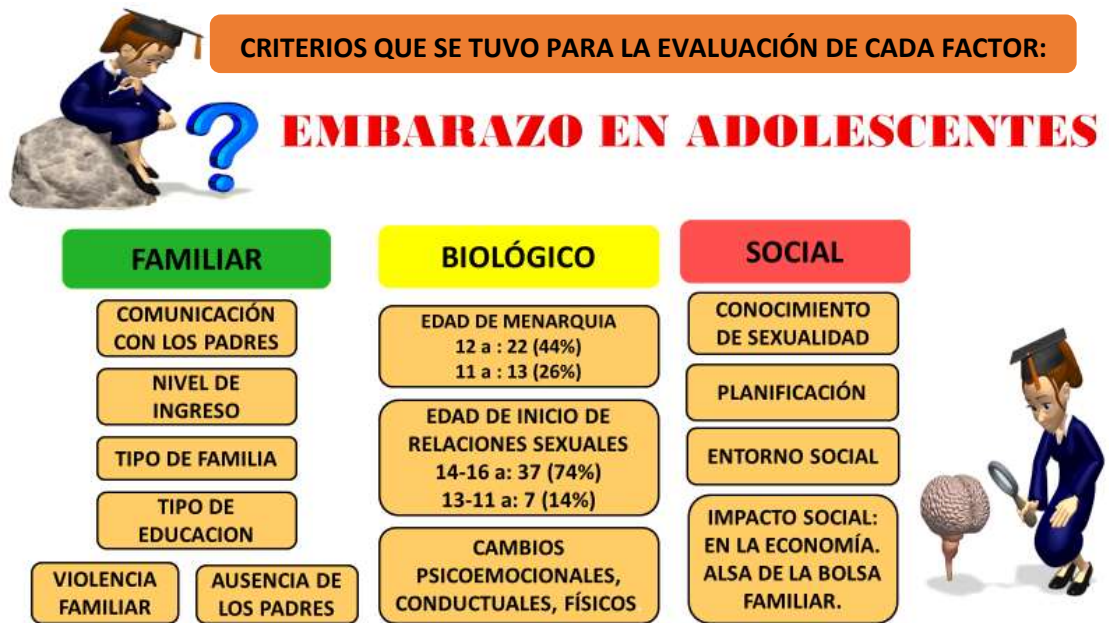 CRITERIOS QUE SE TUVO PARA LA EVALUACIÓN DE CADA FACTOR:
?
EMBARAZO EN ADOLESCENTES
FAMILIAR
COMUNICACIÓN
CON LOS PADRES
NIVEL DE
INGRESO
TIPO DE FAMILIA
TIPO DE
EDUCACION
VIOLENCIA
FAMILIAR
AUSENCIA DE
LOS PADRES
BIOLÓGICO
EDAD DE MENARQUIA
12 a : 22 (44%)
11 a : 13 (26%)
EDAD DE INICIO DE
RELACIONES SEXUALES
14-16 a: 37 (74%)
13-11 a: 7 (14%)
CAMBIOS
PSICOEMOCIONALES,
CONDUCTUALES, FÍSICOS
SOCIAL
CONOCIMIENTO
DE SEXUALIDAD
PLANIFICACIÓN
ENTORNO SOCIAL
IMPACTO SOCIAL:
EN LA ECONOMÍA.
ALSA DE LA BOLSA
FAMILIAR.